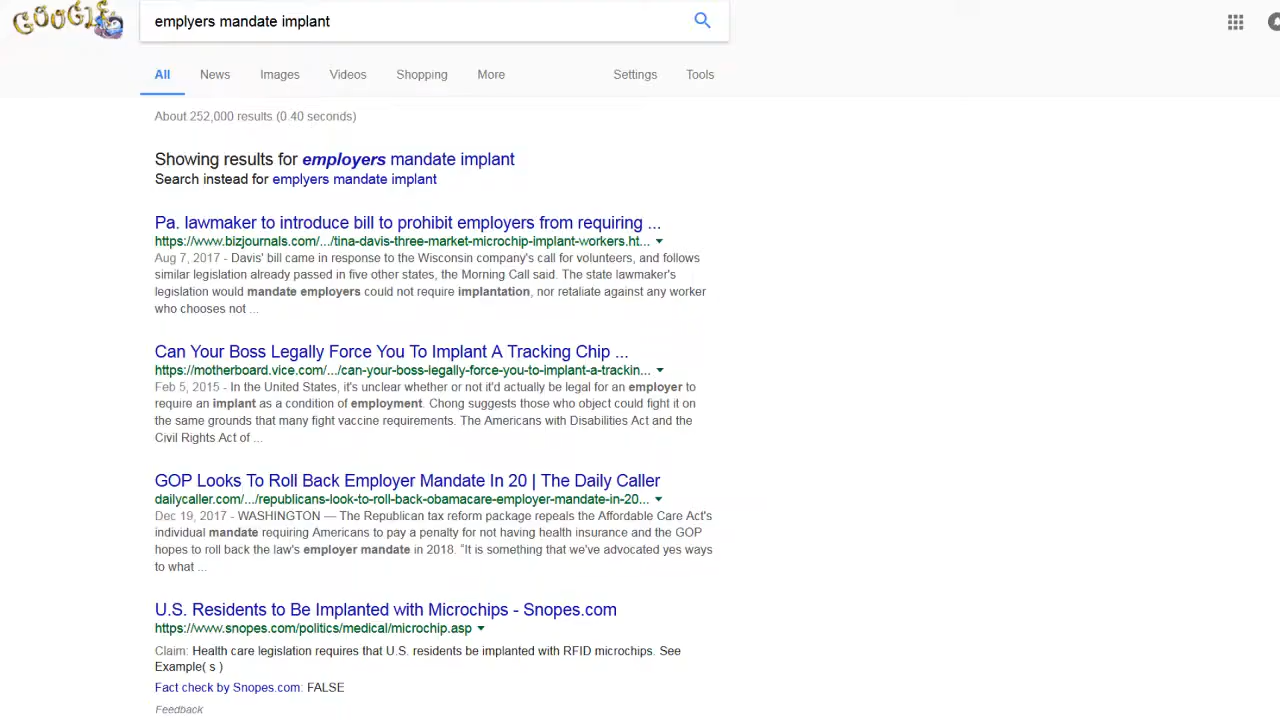 GOOGLE
emplyers mandate implant
All News Images Videos Shopping More Settings Tools
About 252,000 results (0.40 seconds)
Showing results for employers mandate implant
Search instead for emplyers mandate implant
Pa. lawmaker to introduce bill to prohibit employers from requiring ...
https://www.bizjournals.com/.../tina-davis-three-market-microchip-implant-workers.ht...
Aug 7, 2017 - Davis' bill came in response to the Wisconsin company's call for volunteers, and follows
similar legislation already passed in five other states, the Morning Call said. The state lawmaker's
legislation would mandate employers could not require implantation, nor retaliate against any worker
who chooses not ...
Can Your Boss Legally Force You To Implant A Tracking Chip ...
https://motherboard.vice.com/.../can-your-boss-legally-force-you-to-implant-a-trackin...
Feb 5, 2015 - In the United States, it's unclear whether or not it'd actually be legal for an employer to
require an implant as a condition of employment. Chong suggests those who object could fight it on
the same grounds that many fight vaccine requirements. The Americans with Disabilities Act and the
Civil Rights Act of ...
GOP Looks To Roll Back Employer Mandate In 20 | The Daily Caller
dailycaller.com/.../republicans-look-to-roll-back-obamacare-employer-mandate-in-20...
Dec 19, 2017 - WASHINGTON — The Republican tax reform package repeals the Affordable Care Act's
individual mandate requiring Americans to pay a penalty for not having health insurance and the GOP
hopes to roll back the law's employer mandate in 2018. "It is something that we've advocated yes ways
to what ...
U.S. Residents to Be Implanted with Microchips - Snopes.com
https://www.snopes.com/politics/medical/microchip.asp
Claim: Health care legislation requires that U.S. residents be implanted with RFID microchips. See
Example( s )
Fact check by Snopes.com: FALSE
Feedback